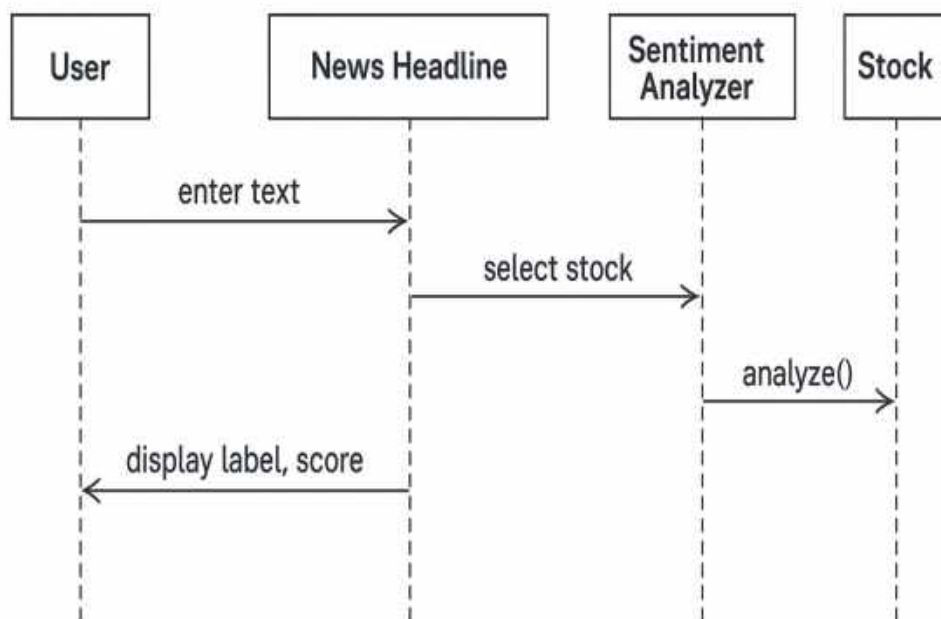 User
News Headline
Sentiment
Analyzer
Stock
enter text
select stock
analyze()
display label, score